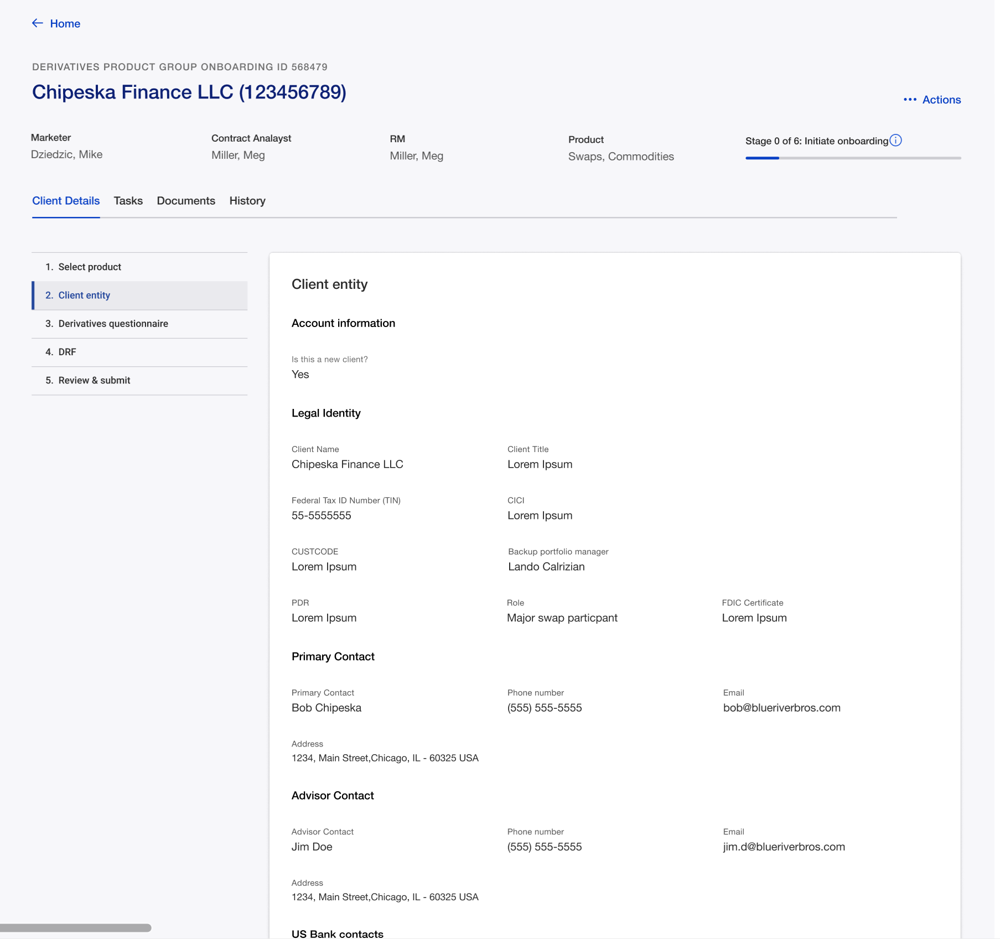 Home
DERIVATIVES PRODUCT GROUP ONBOARDING ID 568479
Chipeska Finance LLC (123456789)
Actions
Marketer
Dziedzic, Mike
Contract Analayst
Miller, Meg
RM
Miller, Meg
Product
Swaps, Commodities
Stage 0 of 6: Initiate onboarding
Client Details Tasks Documents History
1. Select product
2. Client entity
3. Derivatives questionnaire
4. DRF
5. Review & submit
Client entity
Account information
Is this a new client?
Yes
Legal Identity
Client Name
Chipeska Finance LLC
Client Title
Lorem Ipsum
Federal Tax ID Number (TIN)
55-5555555
CICI
Lorem Ipsum
CUSTCODE
Lorem Ipsum
Backup portfolio manager
Lando Calrizian
PDR
Lorem Ipsum
Role
Major swap particpant
FDIC Certificate
Lorem Ipsum
Primary Contact
Primary Contact
Bob Chipeska
Phone number
(555) 555-5555
Email
bob@blueriverbros.com
Address
1234, Main Street,Chicago, IL - 60325 USA
Advisor Contact
Advisor Contact
Jim Doe
Phone number
(555) 555-5555
Email
jim.d@blueriverbros.com
Address
1234, Main Street,Chicago, IL - 60325 USA
US Bank contacts